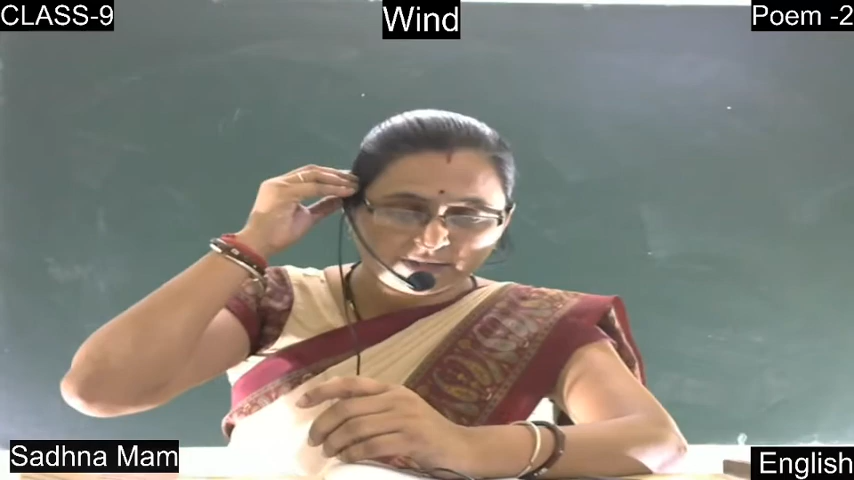 CLASS-9
Wind
Poem -2
Sadhna Mam
English